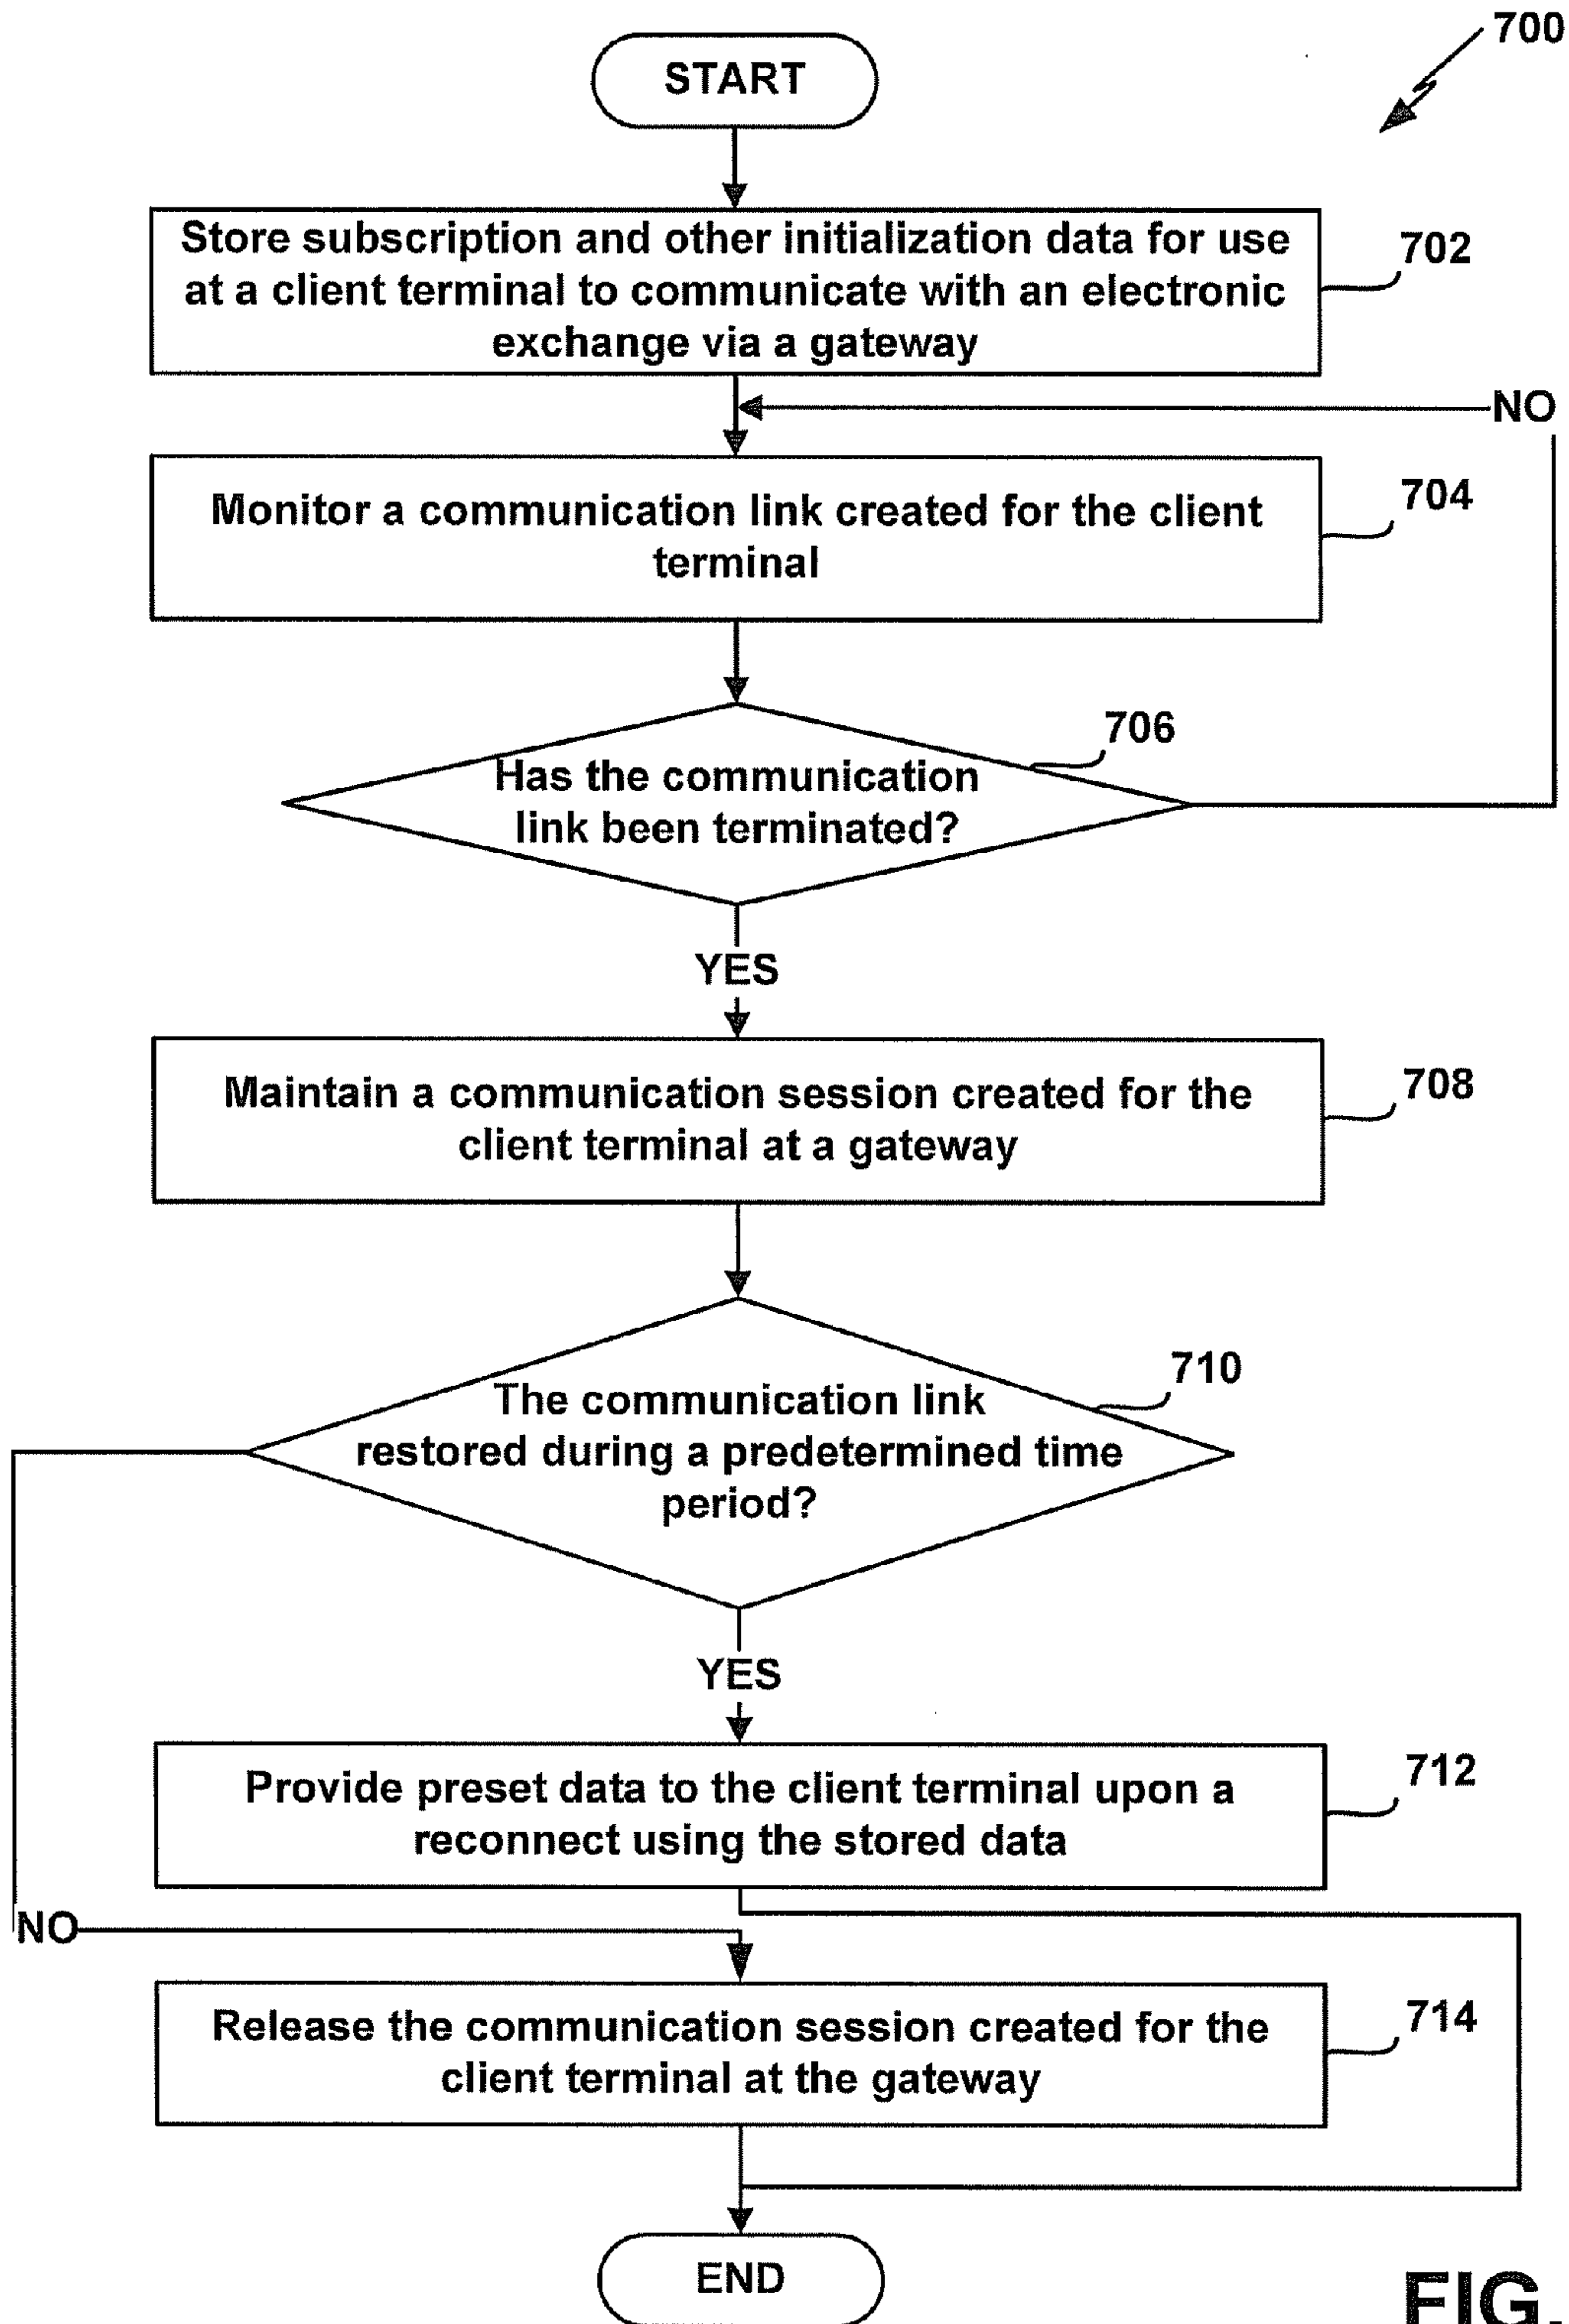 700
START
Store subscription and other initialization data for use
at a client terminal to communicate with an electronic
exchange via a gateway
702
NO
Monitor a communication link created for the client
terminal
704
706
Has the communication
link been terminated?
YES
Maintain a communication session created for the
client terminal at a gateway
708
710
The communication link
restored during a predetermined time
period?
YES
Provide preset data to the client terminal upon a
reconnect using the stored data
712
NO
Release the communication session created for the
client terminal at the gateway
714
END
FIG.